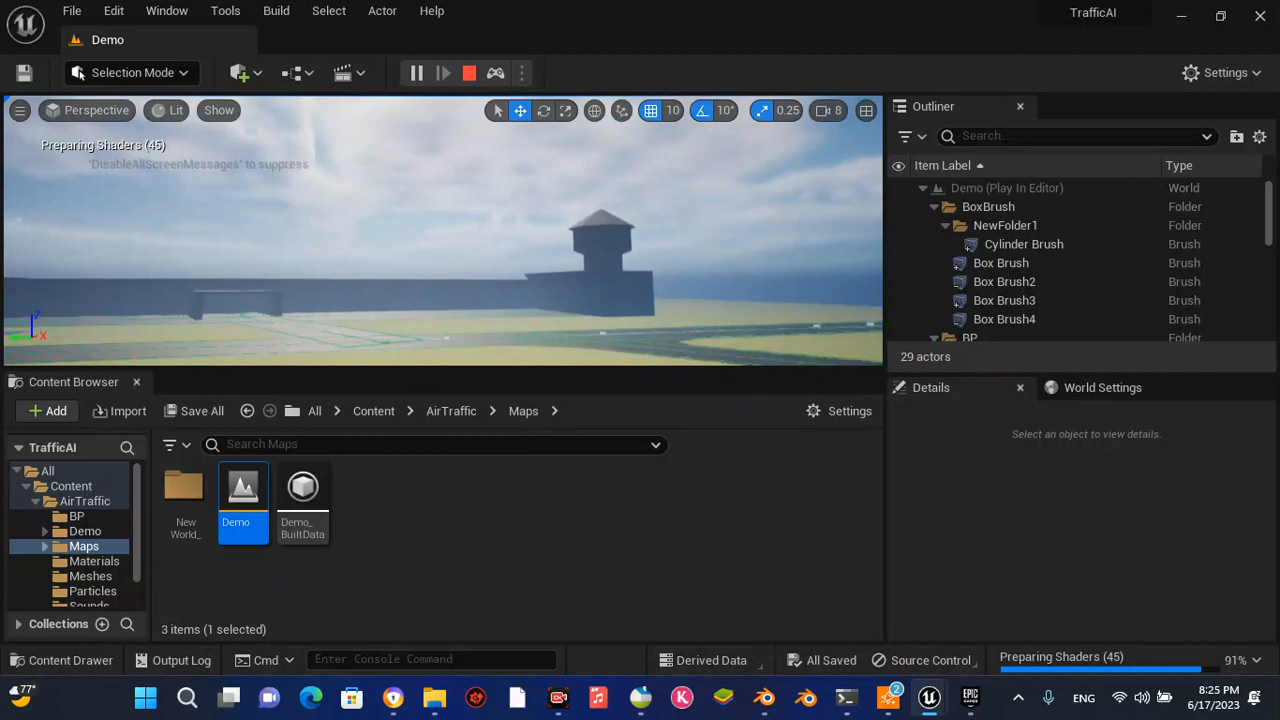 File Edit Window Tools Build Select Actor Help
TrafficAI
Demo
Selection Mode
Settings
Perspective
Lit
Show
10
10°
0.25
8
Preparing Shaders (45)
'DisableAllScreenMessages' to suppress
Z
X
Outliner
Search...
Item Label
Type
Demo (Play In Editor) World
BoxBrush Folder
NewFolder1 Folder
Cylinder Brush Brush
Box Brush Brush
Box Brush2 Brush
Box Brush3 Brush
Box Brush4 Brush
BP Folder
29 actors
Content Browser
Add
Import
Save All
All
Content
AirTraffic
Maps
Settings
Details
World Settings
Select an object to view details.
TrafficAI
Search Maps
All
Content
AirTraffic
BP
Demo
Maps
Materials
Meshes
Particles
Sounds
Collections
New
World_
Demo
Demo_
BuiltData
3 items (1 selected)
Content Drawer
Output Log
Cmd
Enter Console Command
Derived Data
All Saved
Source Control
Preparing Shaders (45)
91%
77°
K
2
EPIC
GAMES
ENG
8:25 PM
6/17/2023